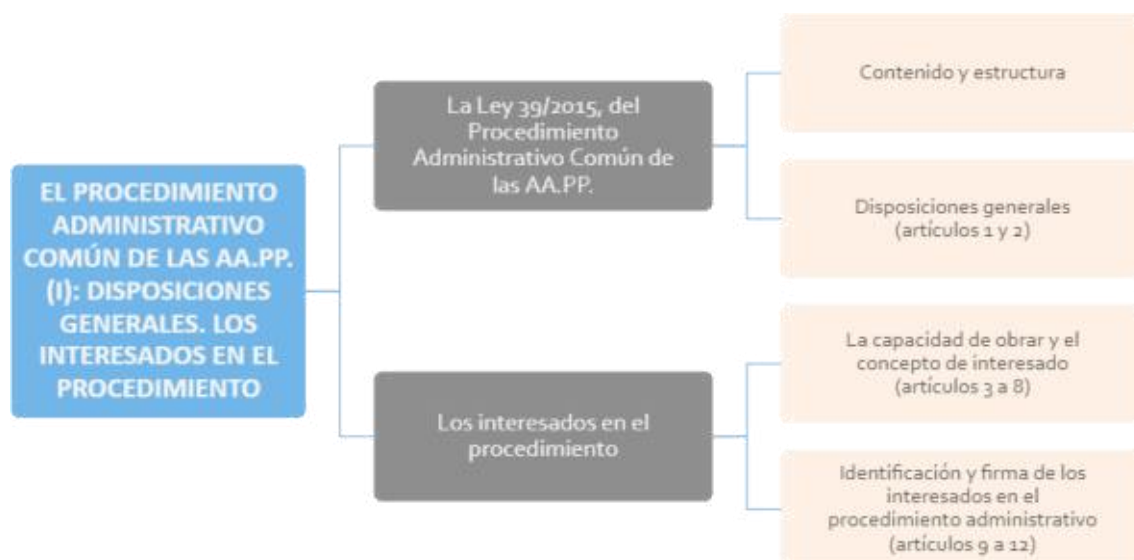 EL PROCEDIMIENTO
ADMINISTRATIVO
COMÚN DE LAS AA.PP.
(I): DISPOSICIONES
GENERALES. LOS
INTERESADOS EN EL
PROCEDIMIENTO
La Ley 39/2015, del
Procedimiento
Administrativo Común de
las AA.PP.
Contenido y estructura
Disposiciones generales
(artículos 1 y 2)
Los interesados en el
procedimiento
La capacidad de obrar y el
concepto de interesado
(artículos 3 a 8)
Identificación y firma de los
interesados en el
procedimiento administrativo
(artículos 9 a 12)